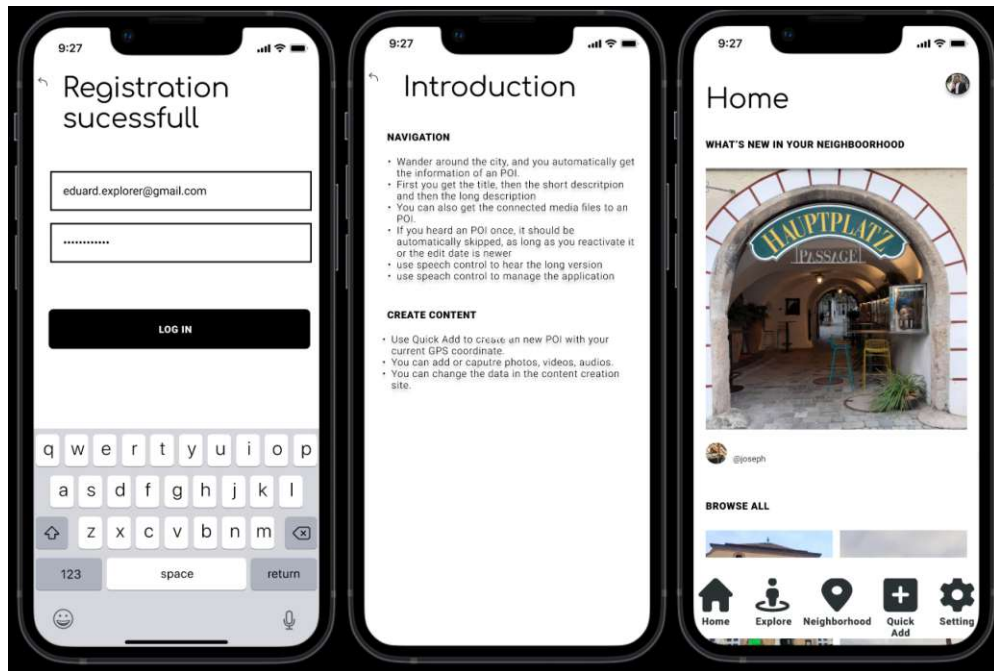 9:27
Registration
sucessfull
eduard.explorer@gmail.com
••••••••••••
LOG IN
q w e r t y u i o p
a s d f g h j k l
z x c v b n m
123 space return
9:27
Introduction
NAVIGATION
• Wander around the city, and you automatically get
the information of an POI.
• First you get the title, then the short descritpion
and then the long description
• You can also get the connected media files to an
POI.
• If you heard an POI once, it should be
automatically skipped, as long as you reactivate it
or the edit date is newer
• use speech control to hear the long version
• use speach control to manage the application
CREATE CONTENT
• Use Quick Add to create an new POI with your
current GPS coordinate.
• You can add or caputre photos, videos, audios.
• You can change the data in the content creation
site.
9:27
Home
WHAT'S NEW IN YOUR NEIGHBOORHOOD
HAUPTPLATZ
PASSAGE
@joseph
BROWSE ALL
Home Explore Neighborhood Quick Setting
Add